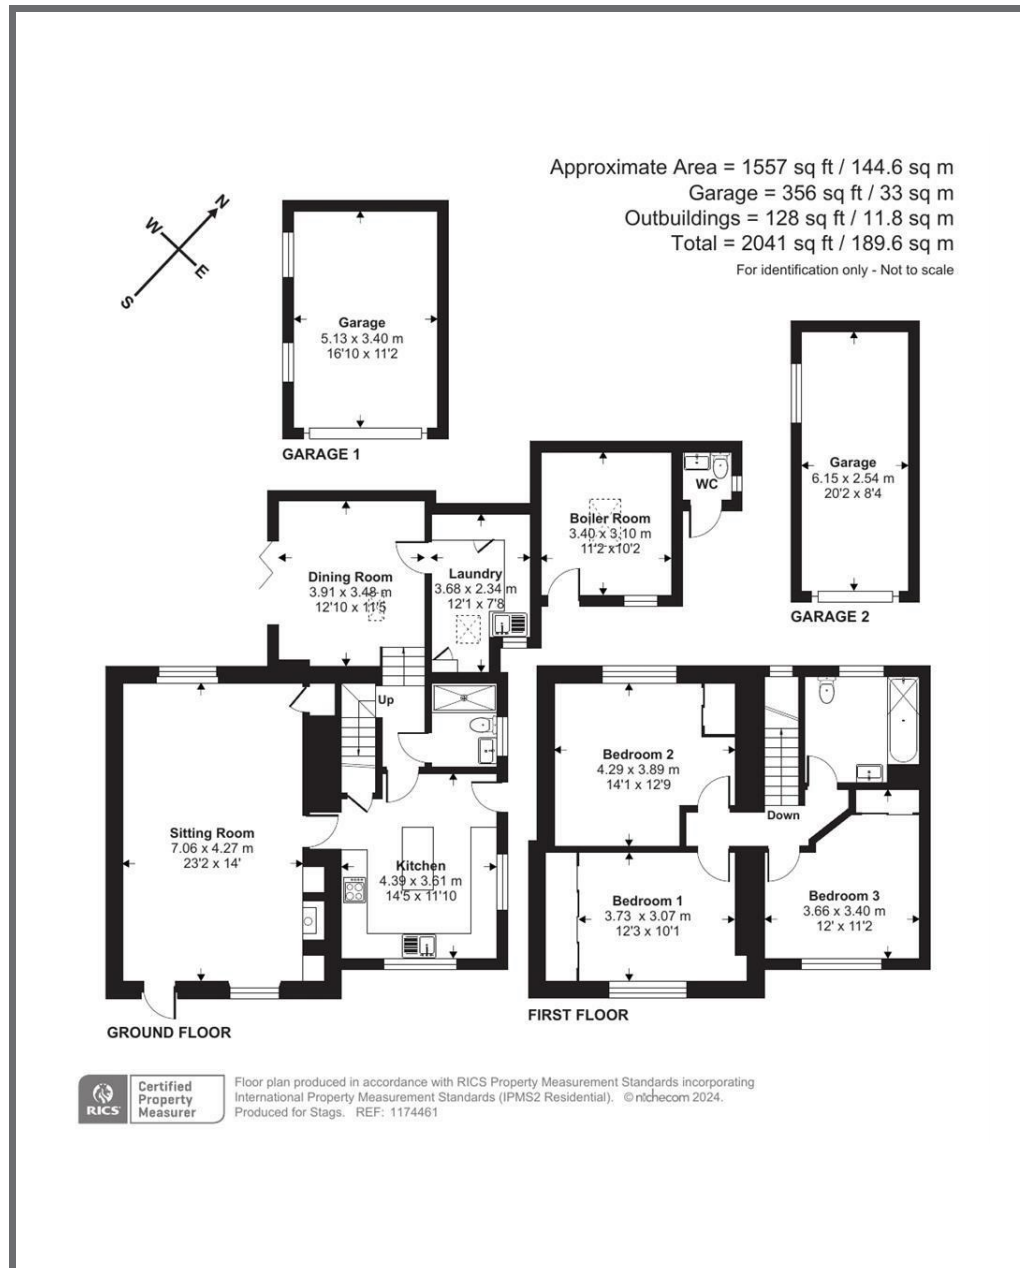 Approximate Area = 1557 sq ft / 144.6 sq m
Garage = 356 sq ft / 33 sq m
Outbuildings = 128 sq ft / 11.8 sq m
Total = 2041 sq ft / 189.6 sq m
For identification only - Not to scale
N
W
E
S
Garage
5.13 x 3.40 m
16'10 x 11'2
GARAGE 1
Garage
6.15 x 2.54 m
20'2 x 8'4
GARAGE 2
WC
Boiler Room
3.40 x 3.10 m
11'2 x 10'2
Dining Room
3.91 x 3.48 m
12'10 x 11'5
Laundry
3.68 x 2.34 m
12'1 x 7'8
Up
Sitting Room
7.06 x 4.27 m
23'2 x 14'
Kitchen
4.39 x 3.61 m
14'5 x 11'10
GROUND FLOOR
Bedroom 2
4.29 x 3.89 m
14'1 x 12'9
Down
Bedroom 1
3.73 x 3.07 m
12'3 x 10'1
Bedroom 3
3.66 x 3.40 m
12' x 11'2
FIRST FLOOR
RICS
Certified
Property
Measurer
Floor plan produced in accordance with RICS Property Measurement Standards incorporating
International Property Measurement Standards (IPMS2 Residential). © nichecom 2024.
Produced for Stags. REF: 1174461